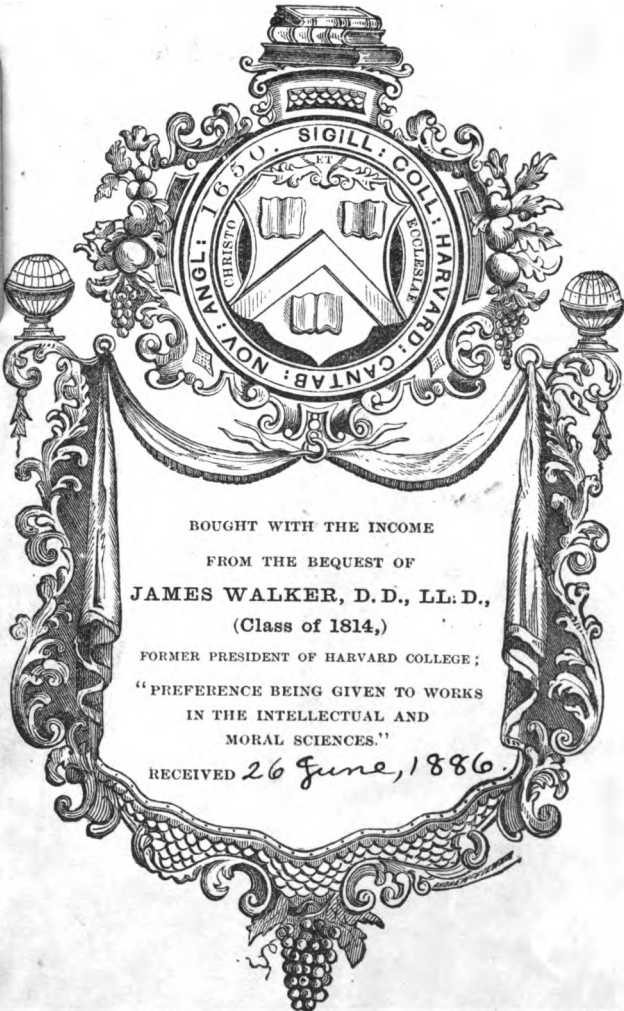 SIGILL: COLL: HARVARD: CANTAB: NOV: ANGL: 1650.
ET
CHRISTO
ECCLESIAE
BOUGHT WITH THE INCOME
FROM THE BEQUEST OF
JAMES WALKER, D. D., LL. D.,
(Class of 1814,)
FORMER PRESIDENT OF HARVARD COLLEGE;
"PREFERENCE BEING GIVEN TO WORKS
IN THE INTELLECTUAL AND
MORAL SCIENCES."
RECEIVED 26 June, 1886.